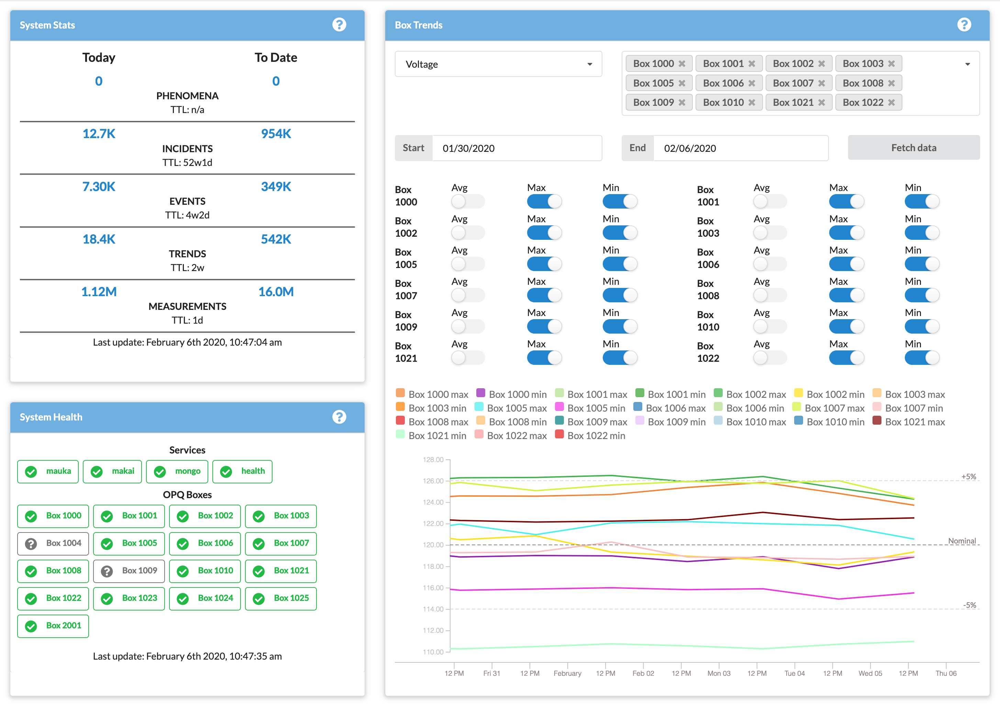 System Stats
Today To Date
0 0
PHENOMENA
TTL: n/a
12.7K 954K
INCIDENTS
TTL: 52w1d
7.30K 349K
EVENTS
TTL: 4w2d
18.4K 542K
TRENDS
TTL: 2w
1.12M 16.0M
MEASUREMENTS
TTL: 1d
Last update: February 6th 2020, 10:47:04 am
System Health
Services
mauka makai mongo health
OPQ Boxes
Box 1000 Box 1001 Box 1002 Box 1003
Box 1004 Box 1005 Box 1006 Box 1007
Box 1008 Box 1009 Box 1010 Box 1021
Box 1022 Box 1023 Box 1024 Box 1025
Box 2001
Last update: February 6th 2020, 10:47:35 am
Box Trends
Voltage
Box 1000 Box 1001 Box 1002 Box 1003
Box 1005 Box 1006 Box 1007 Box 1008
Box 1009 Box 1010 Box 1021 Box 1022
Start 01/30/2020 End 02/06/2020 Fetch data
Box 1000 Avg Max Min Box 1001 Avg Max Min
Box 1002 Avg Max Min Box 1003 Avg Max Min
Box 1005 Avg Max Min Box 1006 Avg Max Min
Box 1007 Avg Max Min Box 1008 Avg Max Min
Box 1009 Avg Max Min Box 1010 Avg Max Min
Box 1021 Avg Max Min Box 1022 Avg Max Min
Box 1000 max Box 1000 min Box 1001 max Box 1001 min Box 1002 max Box 1002 min Box 1003 max
Box 1003 min Box 1005 max Box 1005 min Box 1006 max Box 1006 min Box 1007 max Box 1007 min
Box 1008 max Box 1008 min Box 1009 max Box 1009 min Box 1010 max Box 1010 min Box 1021 max
Box 1021 min Box 1022 max Box 1022 min
128.00
+5%
126.00
124.00
122.00
Nominal
120.00
118.00
116.00
-5%
114.00
112.00
110.00
12 PM Fri 31 12 PM February 12 PM Feb 02 12 PM Mon 03 12 PM Tue 04 12 PM Wed 05 12 PM Thu 06